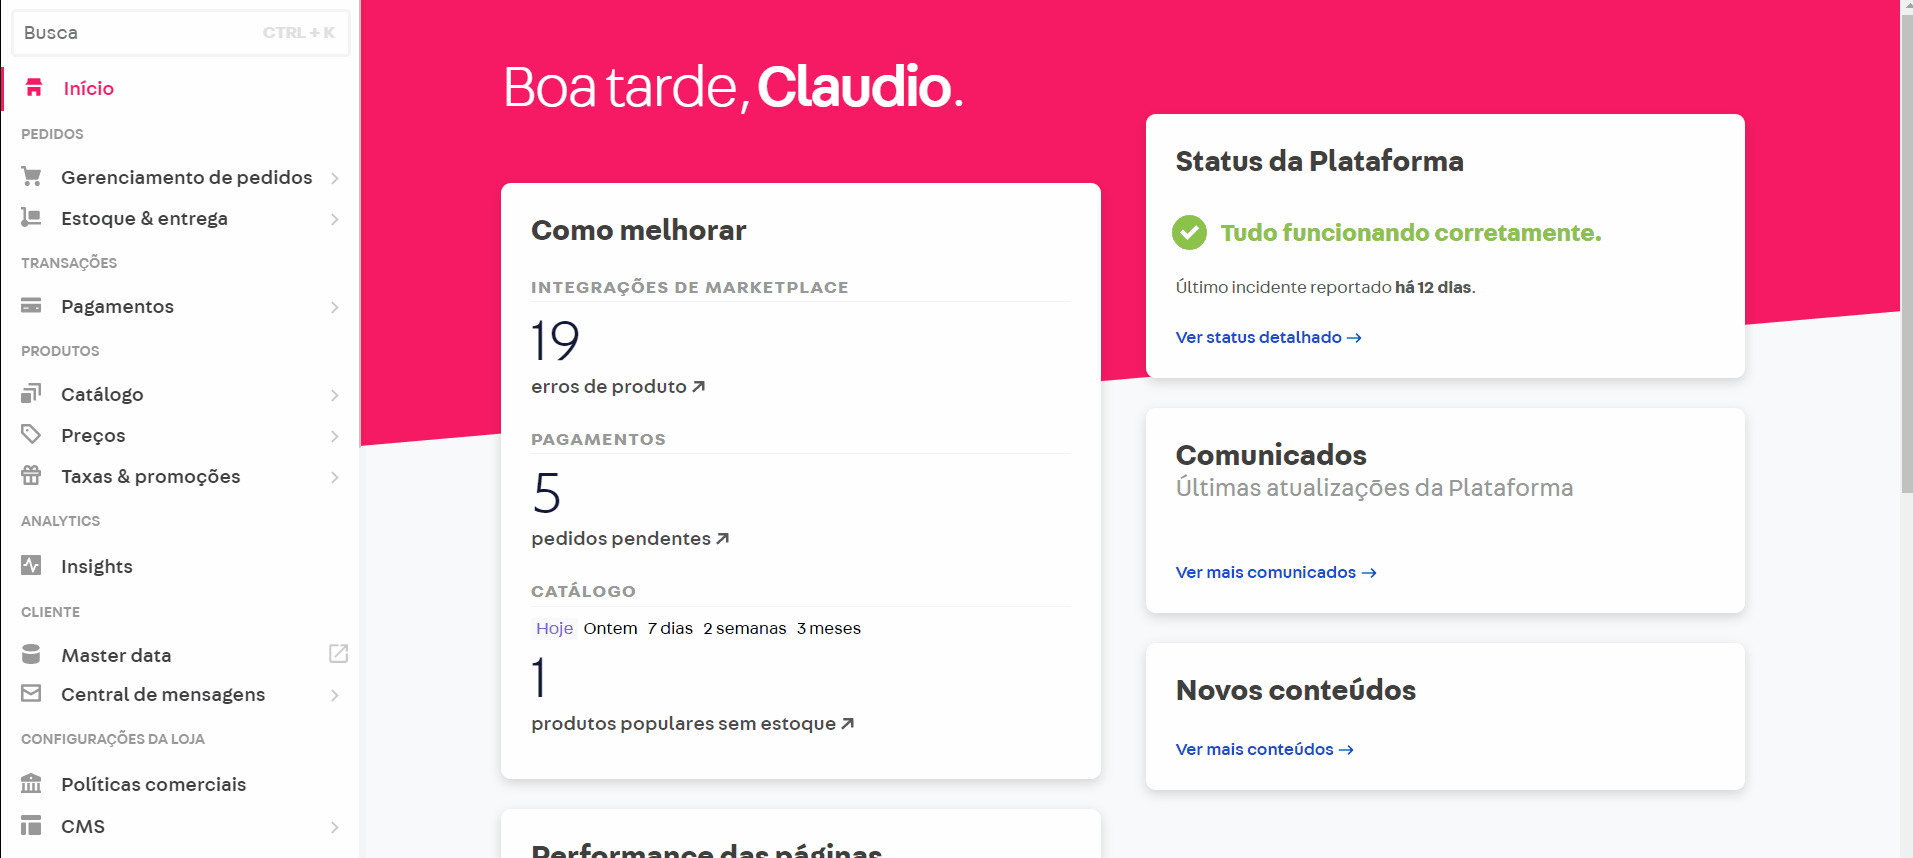 Busca CTRL + K
Início
PEDIDOS
Gerenciamento de pedidos
Estoque & entrega
TRANSAÇÕES
Pagamentos
PRODUTOS
Catálogo
Preços
Taxas & promoções
ANALYTICS
Insights
CLIENTE
Master data
Central de mensagens
CONFIGURAÇÕES DA LOJA
Políticas comerciais
CMS
Boa tarde, Claudio.
Como melhorar
INTEGRAÇÕES DE MARKETPLACE
19
erros de produto
PAGAMENTOS
5
pedidos pendentes
CATÁLOGO
Hoje Ontem 7 dias 2 semanas 3 meses
1
produtos populares sem estoque
Performance das páginas
Status da Plataforma
Tudo funcionando corretamente.
Último incidente reportado há 12 dias.
Ver status detalhado →
Comunicados
Últimas atualizações da Plataforma
Ver mais comunicados →
Novos conteúdos
Ver mais conteúdos →